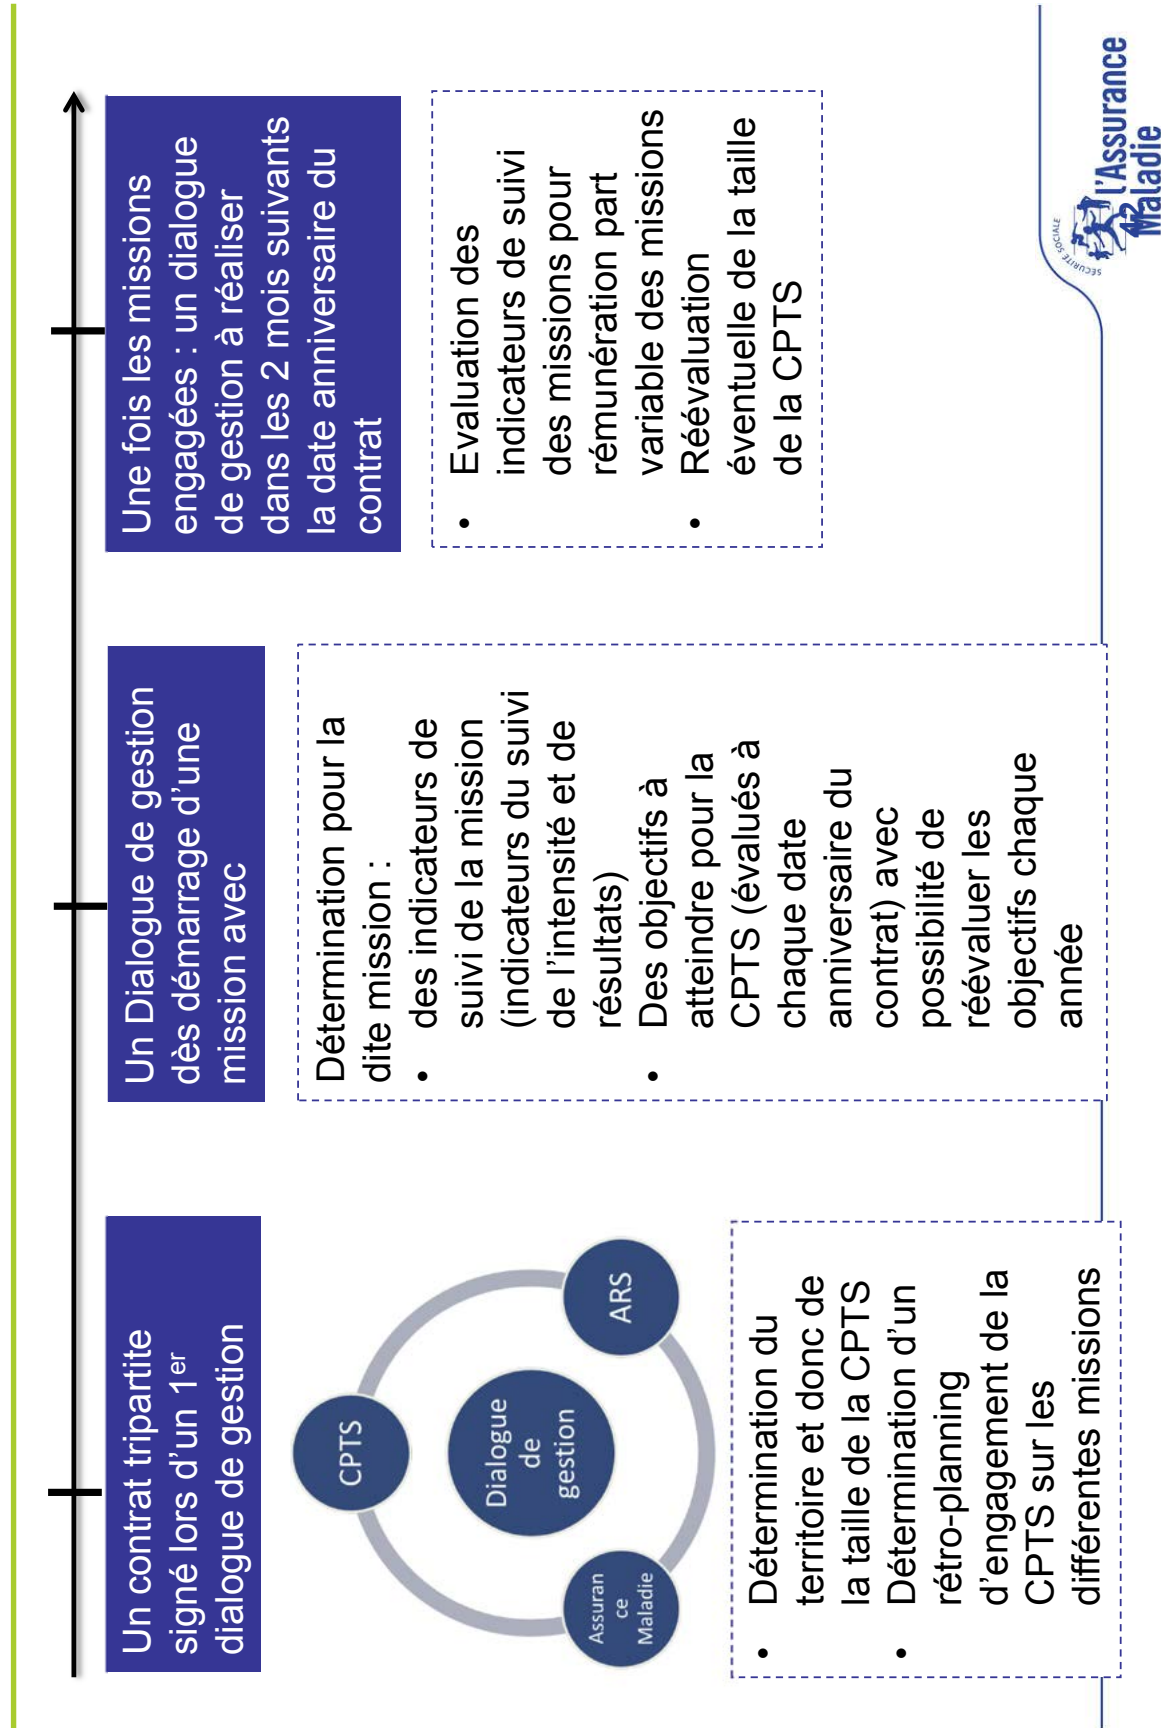 Un contrat tripartite
signé lors d’un 1er
dialogue de gestion
CPTS
Dialogue
de
gestion
ARS
Assuran
ce
Maladie
• Détermination du
territoire et donc de
la taille de la CPTS
• Détermination d’un
rétro-planning
d’engagement de la
CPTS sur les
différentes missions
Un Dialogue de gestion
dès démarrage d’une
mission avec
Détermination pour la
dite mission :
• des indicateurs de
suivi de la mission
(indicateurs du suivi
de l’intensité et de
résultats)
• Des objectifs à
atteindre pour la
CPTS (évalués à
chaque date
anniversaire du
contrat) avec
possibilité de
réévaluer les
objectifs chaque
année
Une fois les missions
engagées : un dialogue
de gestion à réaliser
dans les 2 mois suivants
la date anniversaire du
contrat
• Evaluation des
indicateurs de suivi
des missions pour
rémunération part
variable des missions
• Réévaluation
éventuelle de la taille
de la CPTS
SÉCURITÉ SOCIALE
l’Assurance
Maladie
12